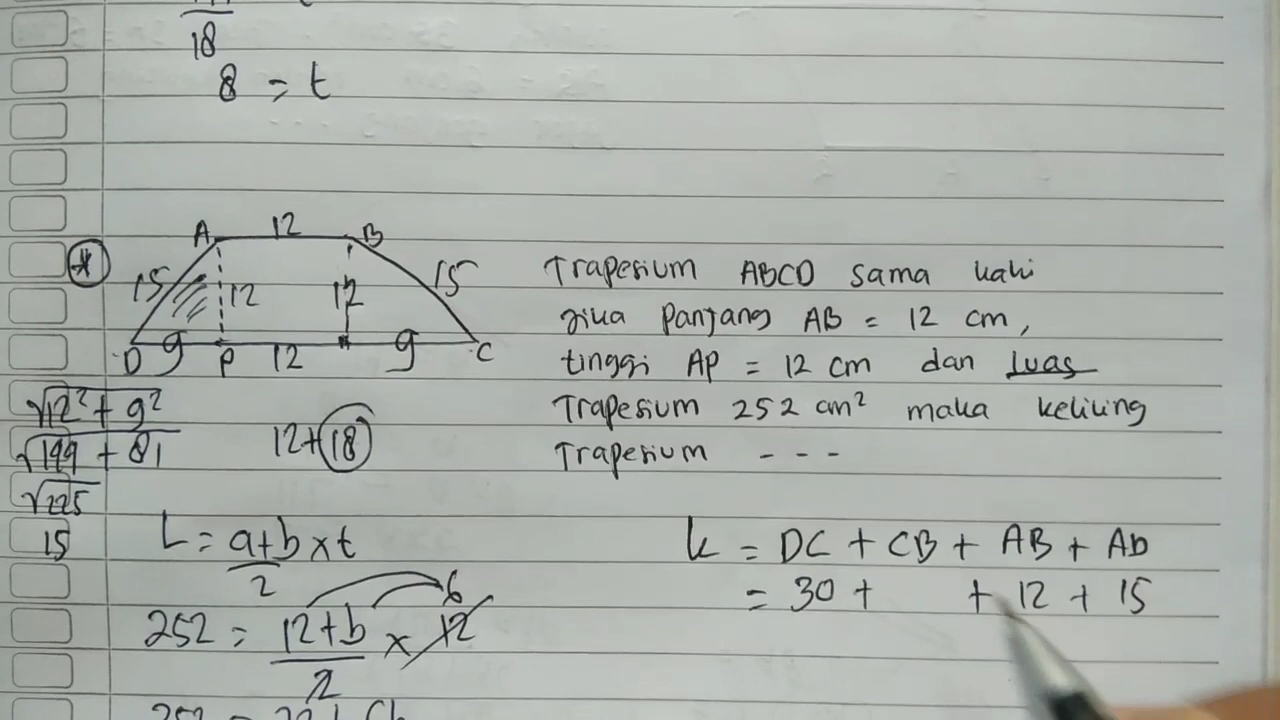 18
8 = t
A 12 B
15 12 12 15
D 9 P 12 9 C
Trapesium ABCD sama kaki
jika Panjang AB = 12 cm,
tinggi AP = 12 cm dan Luas
Trapesium 252 cm² maka keliling
Trapesium - - -
√12² + 9²
√144 + 81
√225
15
12+18
L = a+b x t
2
252 = 12+b x 12
2
6
K = DC + CB + AB + AD
= 30 + + 12 + 15